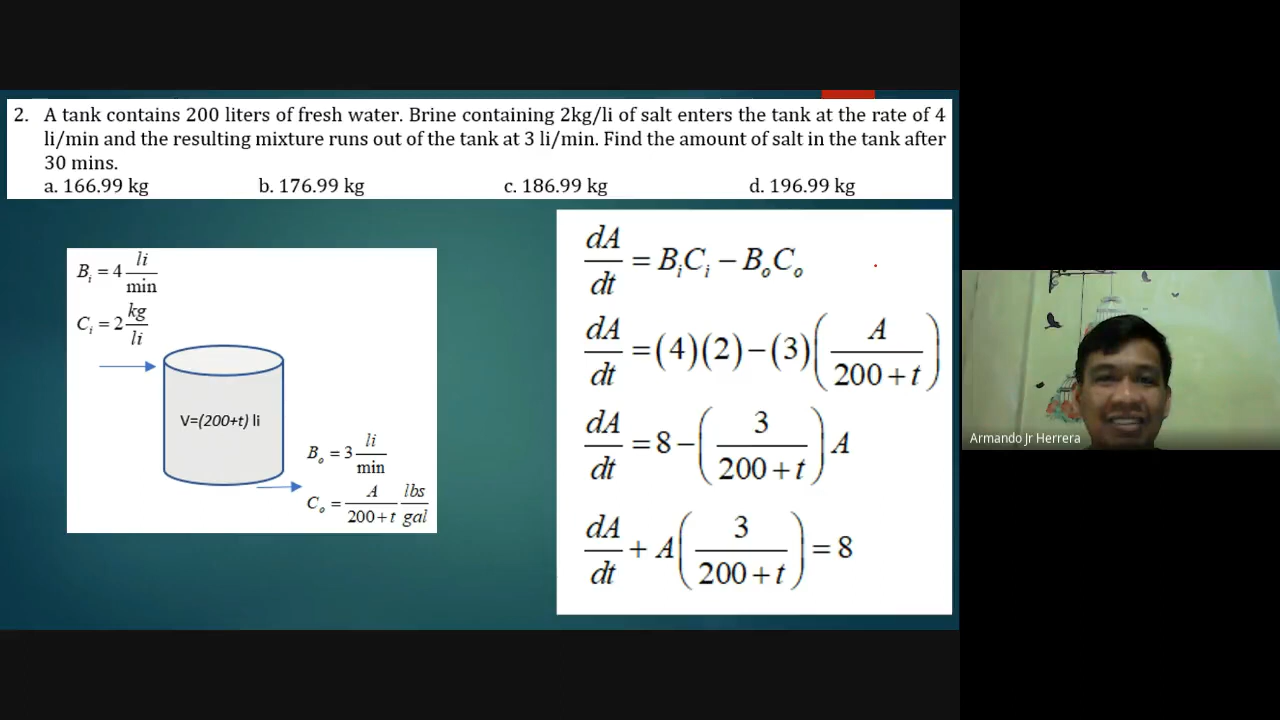 2. A tank contains 200 liters of fresh water. Brine containing 2kg/li of salt enters the tank at the rate of 4
li/min and the resulting mixture runs out of the tank at 3 li/min. Find the amount of salt in the tank after
30 mins.
a. 166.99 kg b. 176.99 kg c. 186.99 kg d. 196.99 kg
B_i = 4 li/min
C_i = 2 kg/li
V=(200+t) li
B_o = 3 li/min
C_o = A/(200+t) lbs/gal
dA/dt = B_iC_i − B_oC_o
dA/dt = (4)(2) − (3)(A/(200+t))
dA/dt = 8 − (3/(200+t))A
dA/dt + A(3/(200+t)) = 8
Armando Jr Herrera